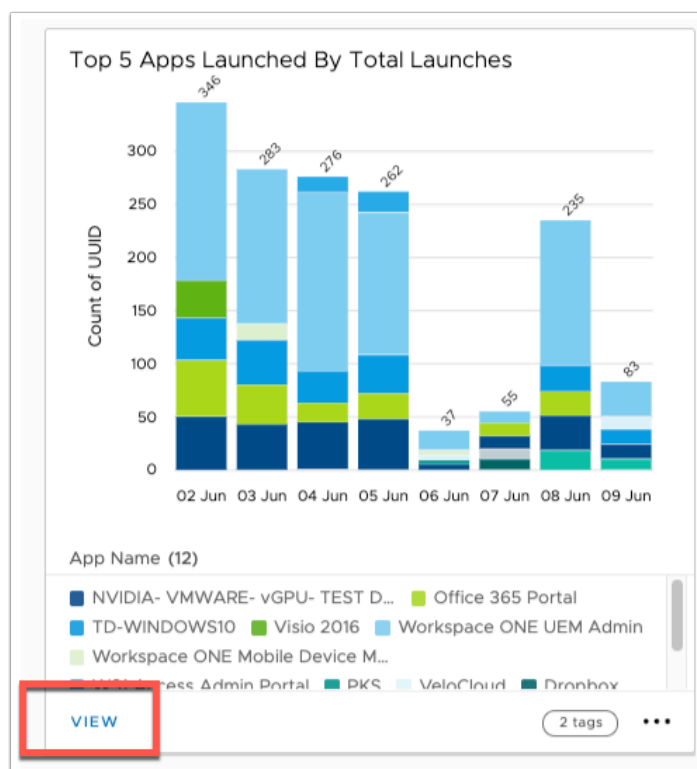 Top 5 Apps Launched By Total Launches
346
283
276
262
37
55
235
83
Count of UUID
300
250
200
150
100
50
0
02 Jun 03 Jun 04 Jun 05 Jun 06 Jun 07 Jun 08 Jun 09 Jun
App Name (12)
NVIDIA- VMWARE- vGPU- TEST D... Office 365 Portal
TD-WINDOWS10 Visio 2016 Workspace ONE UEM Admin
Workspace ONE Mobile Device M...
Access Admin Portal PKS VeloCloud Dropbox
VIEW
2 tags